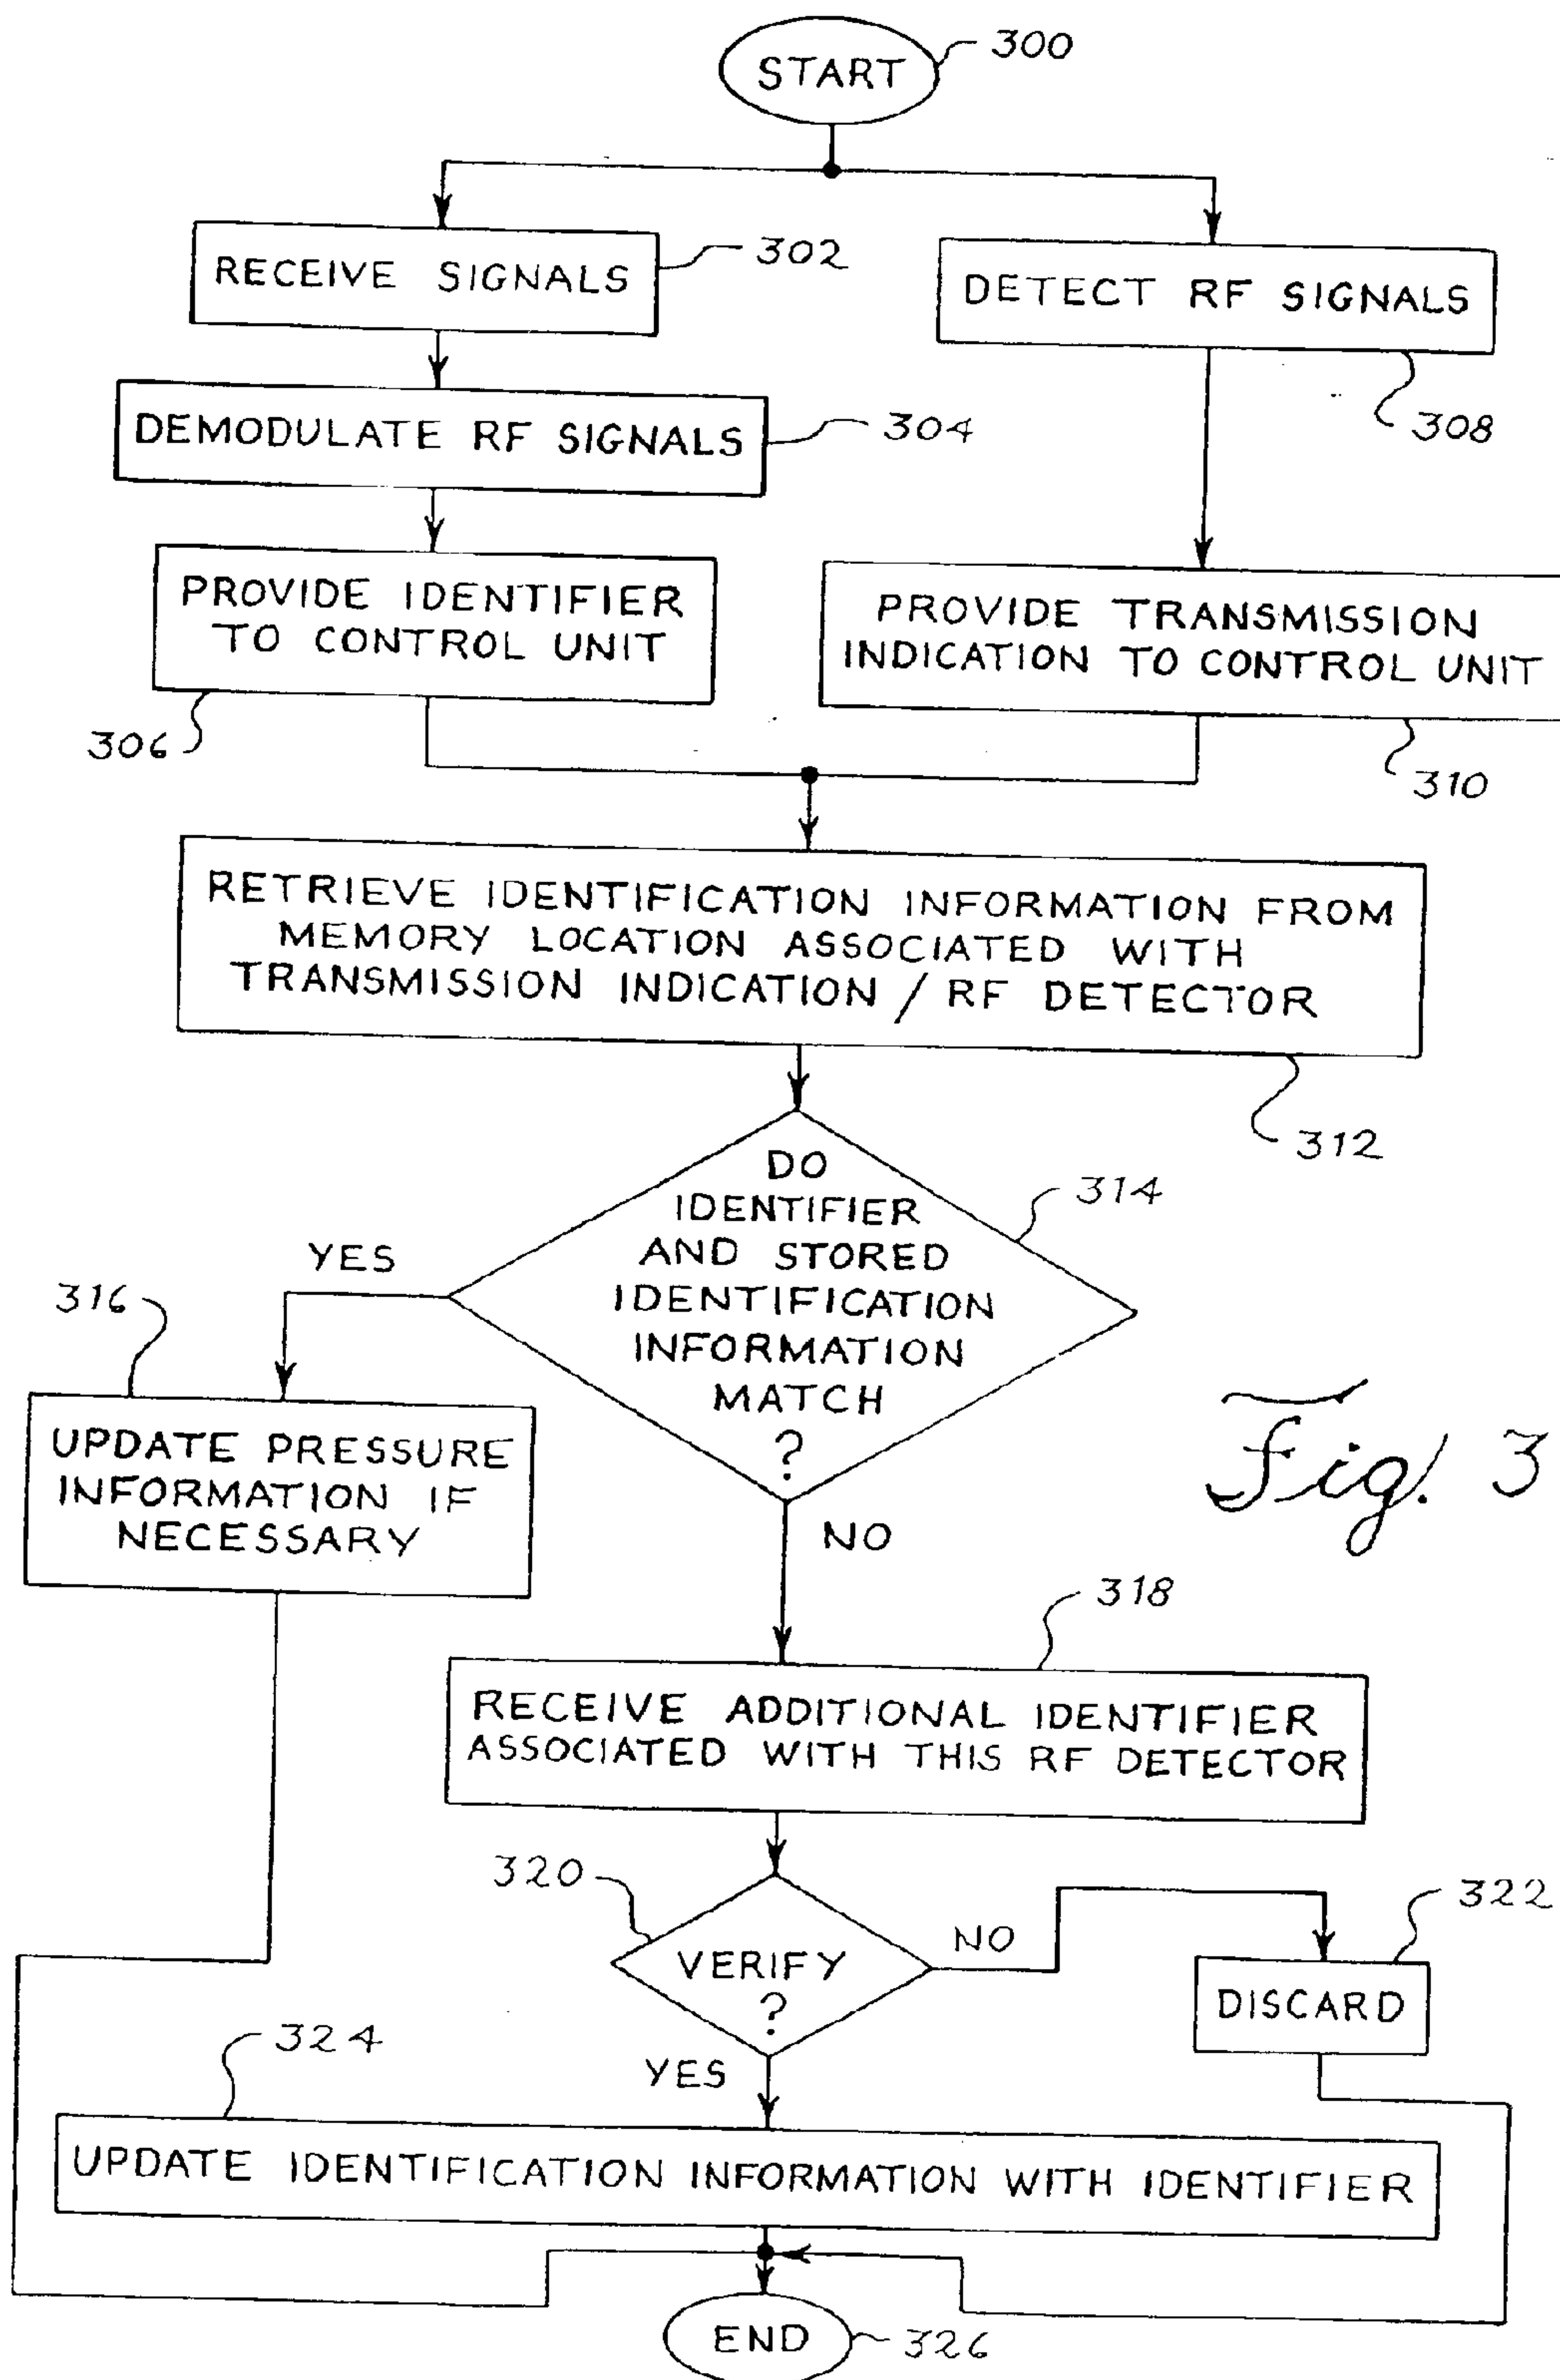 START
300
RECEIVE SIGNALS
302
DETECT RF SIGNALS
308
DEMODULATE RF SIGNALS
304
PROVIDE IDENTIFIER
TO CONTROL UNIT
306
PROVIDE TRANSMISSION
INDICATION TO CONTROL UNIT
310
RETRIEVE IDENTIFICATION INFORMATION FROM
MEMORY LOCATION ASSOCIATED WITH
TRANSMISSION INDICATION / RF DETECTOR
312
DO
IDENTIFIER
AND STORED
IDENTIFICATION
INFORMATION
MATCH
?
314
YES
316
UPDATE PRESSURE
INFORMATION IF
NECESSARY
NO
Fig. 3
318
RECEIVE ADDITIONAL IDENTIFIER
ASSOCIATED WITH THIS RF DETECTOR
320
VERIFY
?
NO
322
DISCARD
YES
324
UPDATE IDENTIFICATION INFORMATION WITH IDENTIFIER
END
326